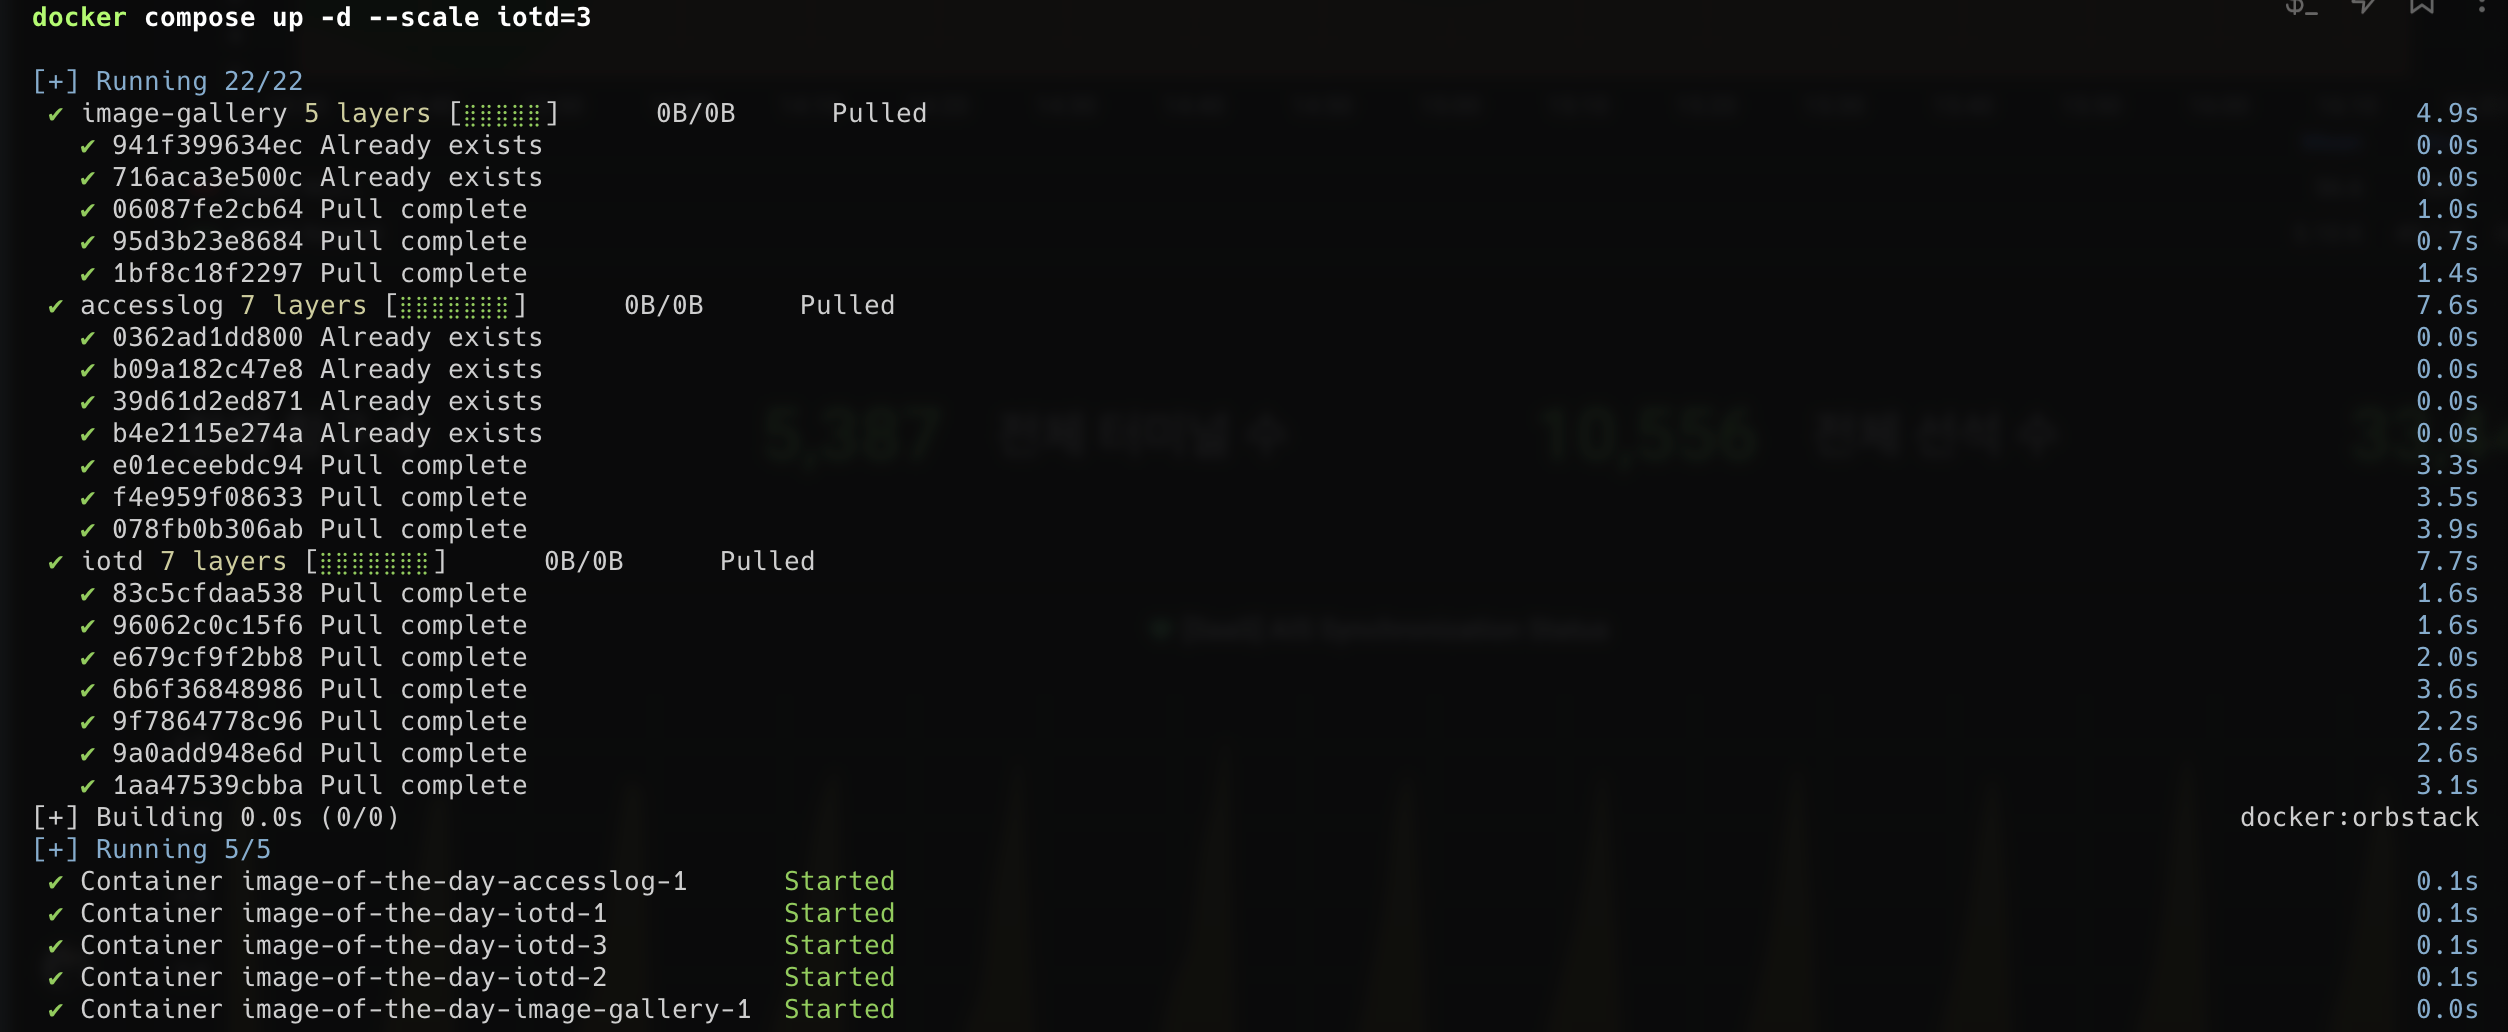 docker compose up -d --scale iotd=3
[+] Running 22/22
✔ image-gallery 5 layers [⣿⣿⣿⣿⣿] 0B/0B Pulled 4.9s
✔ 941f399634ec Already exists 0.0s
✔ 716aca3e500c Already exists 0.0s
✔ 06087fe2cb64 Pull complete 1.0s
✔ 95d3b23e8684 Pull complete 0.7s
✔ 1bf8c18f2297 Pull complete 1.4s
✔ accesslog 7 layers [⣿⣿⣿⣿⣿⣿⣿] 0B/0B Pulled 7.6s
✔ 0362ad1dd800 Already exists 0.0s
✔ b09a182c47e8 Already exists 0.0s
✔ 39d61d2ed871 Already exists 0.0s
✔ b4e2115e274a Already exists 0.0s
✔ e01eceebdc94 Pull complete 3.3s
✔ f4e959f08633 Pull complete 3.5s
✔ 078fb0b306ab Pull complete 3.9s
✔ iotd 7 layers [⣿⣿⣿⣿⣿⣿⣿] 0B/0B Pulled 7.7s
✔ 83c5cfdaa538 Pull complete 1.6s
✔ 96062c0c15f6 Pull complete 1.6s
✔ e679cf9f2bb8 Pull complete 2.0s
✔ 6b6f36848986 Pull complete 3.6s
✔ 9f7864778c96 Pull complete 2.2s
✔ 9a0add948e6d Pull complete 2.6s
✔ 1aa47539cbba Pull complete 3.1s
[+] Building 0.0s (0/0) docker:orbstack
[+] Running 5/5
✔ Container image-of-the-day-accesslog-1 Started 0.1s
✔ Container image-of-the-day-iotd-1 Started 0.1s
✔ Container image-of-the-day-iotd-3 Started 0.1s
✔ Container image-of-the-day-iotd-2 Started 0.1s
✔ Container image-of-the-day-image-gallery-1 Started 0.0s
5,387
10,556